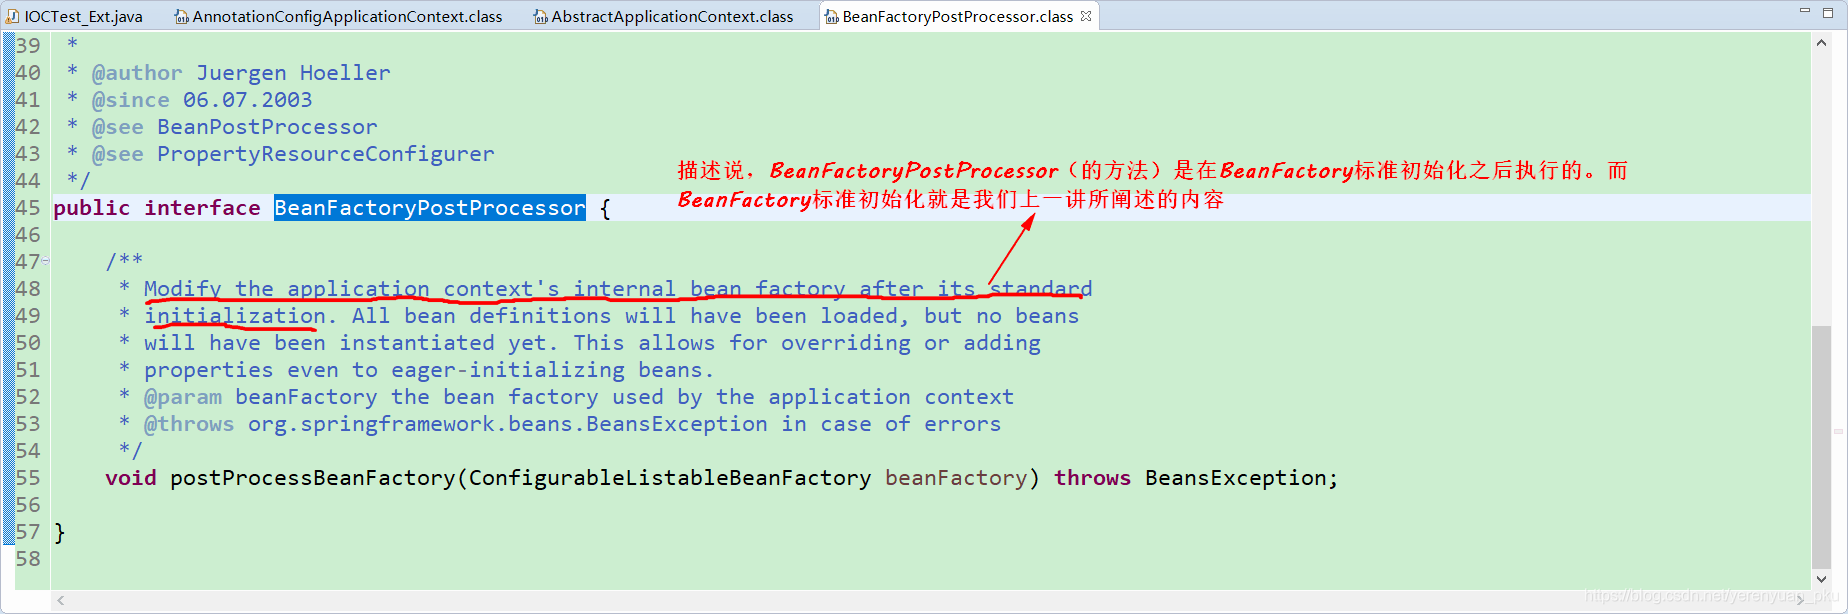 IOCTest_Ext.java AnnotationConfigApplicationContext.class AbstractApplicationContext.class BeanFactoryPostProcessor.class
39 *
40 * @author Juergen Hoeller
41 * @since 06.07.2003
42 * @see BeanPostProcessor
43 * @see PropertyResourceConfigurer
44 */
描述说，BeanFactoryPostProcessor（的方法）是在BeanFactory标准初始化之后执行的。而
BeanFactory标准初始化就是我们上一讲所阐述的内容
45 public interface BeanFactoryPostProcessor {
46
47 /**
48 * Modify the application context's internal bean factory after its standard
49 * initialization. All bean definitions will have been loaded, but no beans
50 * will have been instantiated yet. This allows for overriding or adding
51 * properties even to eager-initializing beans.
52 * @param beanFactory the bean factory used by the application context
53 * @throws org.springframework.beans.BeansException in case of errors
54 */
55 void postProcessBeanFactory(ConfigurableListableBeanFactory beanFactory) throws BeansException;
56
57 }
58
https://blog.csdn.net/yerenyuan_pku